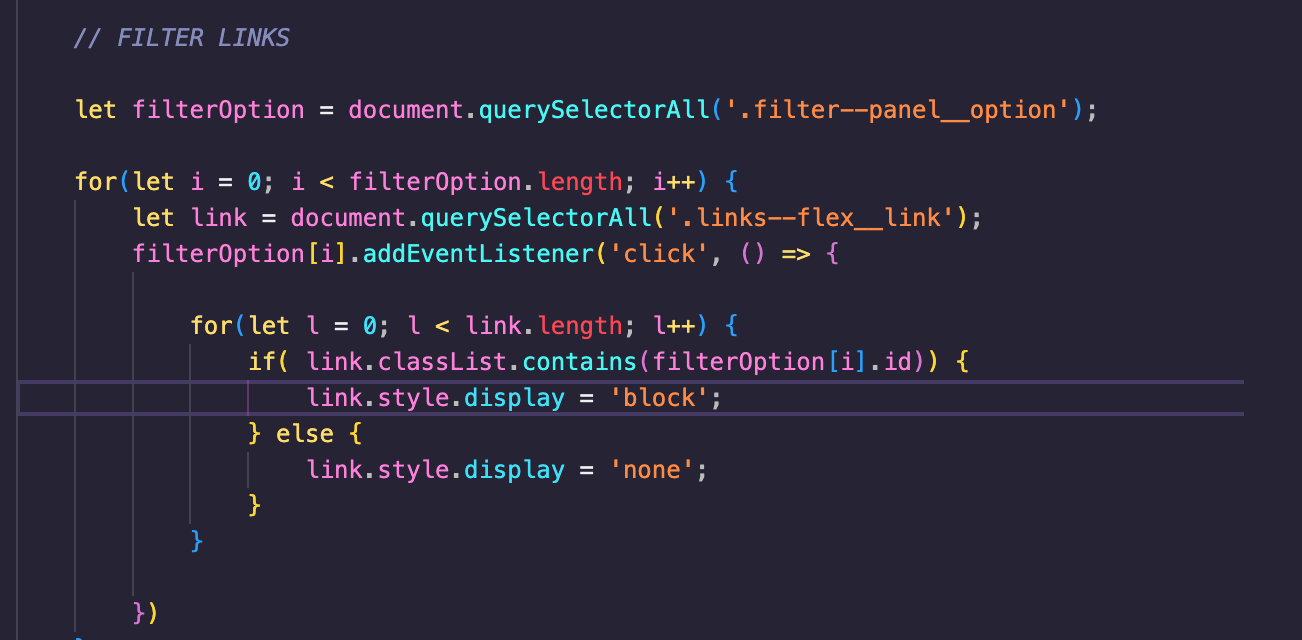 // FILTER LINKS
let filterOption = document.querySelectorAll('.filter--panel__option');
for(let i = 0; i < filterOption.length; i++) {
let link = document.querySelectorAll('.links--flex__link');
filterOption[i].addEventListener('click', () => {
for(let l = 0; l < link.length; l++) {
if( link.classList.contains(filterOption[i].id)) {
link.style.display = 'block';
} else {
link.style.display = 'none';
}
}
})